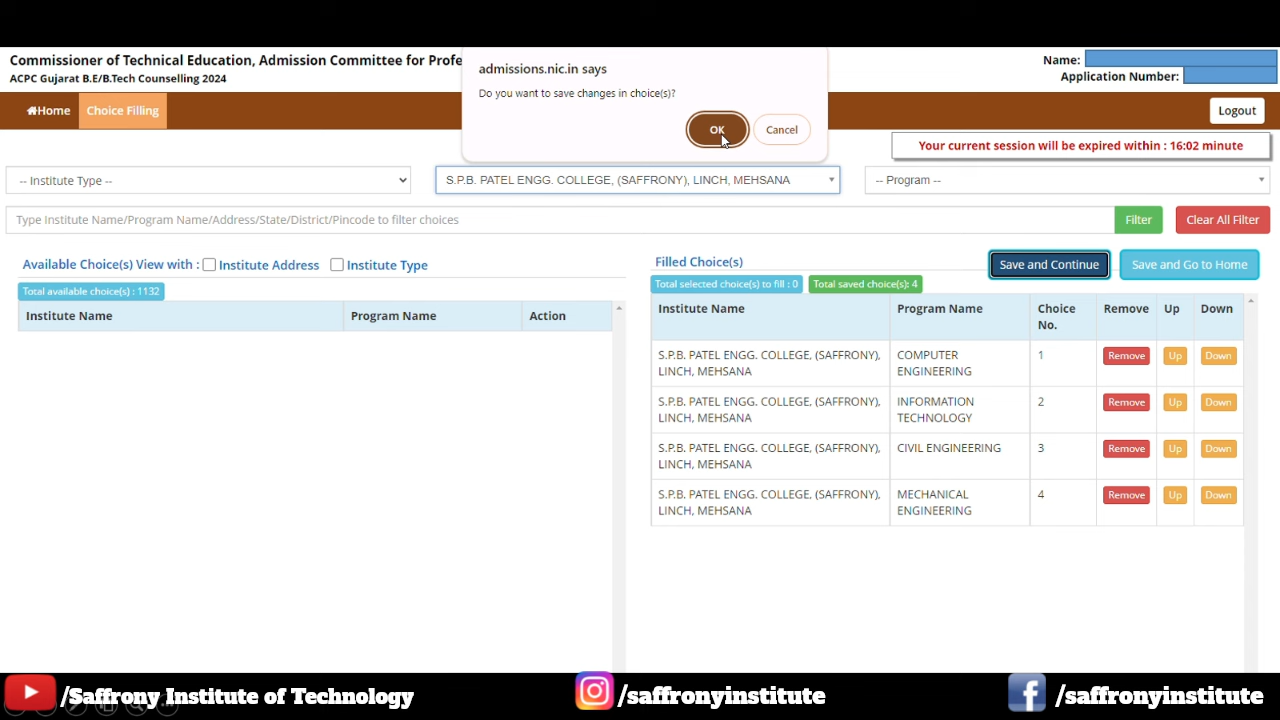 Commissioner of Technical Education, Admission Committee for Profe
ACPC Gujarat B.E/B.Tech Counselling 2024
admissions.nic.in says
Do you want to save changes in choice(s)?
OK
Cancel
Name:
Application Number:
Home
Choice Filling
Logout
Your current session will be expired within : 16:02 minute
-- Institute Type --
S.P.B. PATEL ENGG. COLLEGE, (SAFFRONY), LINCH, MEHSANA
-- Program --
Type Institute Name/Program Name/Address/State/District/Pincode to filter choices
Filter
Clear All Filter
Available Choice(s) View with : Institute Address Institute Type
Total available choice(s) : 1132
Institute Name Program Name Action
Filled Choice(s)
Save and Continue
Save and Go to Home
Total selected choice(s) to fill : 0
Total saved choice(s): 4
Institute Name Program Name Choice Remove Up Down
No.
S.P.B. PATEL ENGG. COLLEGE, (SAFFRONY), COMPUTER 1 Remove Up Down
LINCH, MEHSANA ENGINEERING
S.P.B. PATEL ENGG. COLLEGE, (SAFFRONY), INFORMATION 2 Remove Up Down
LINCH, MEHSANA TECHNOLOGY
S.P.B. PATEL ENGG. COLLEGE, (SAFFRONY), CIVIL ENGINEERING 3 Remove Up Down
LINCH, MEHSANA
S.P.B. PATEL ENGG. COLLEGE, (SAFFRONY), MECHANICAL 4 Remove Up Down
LINCH, MEHSANA ENGINEERING
/Saffrony Institute of Technology
/saffronyinstitute
/saffronyinstitute